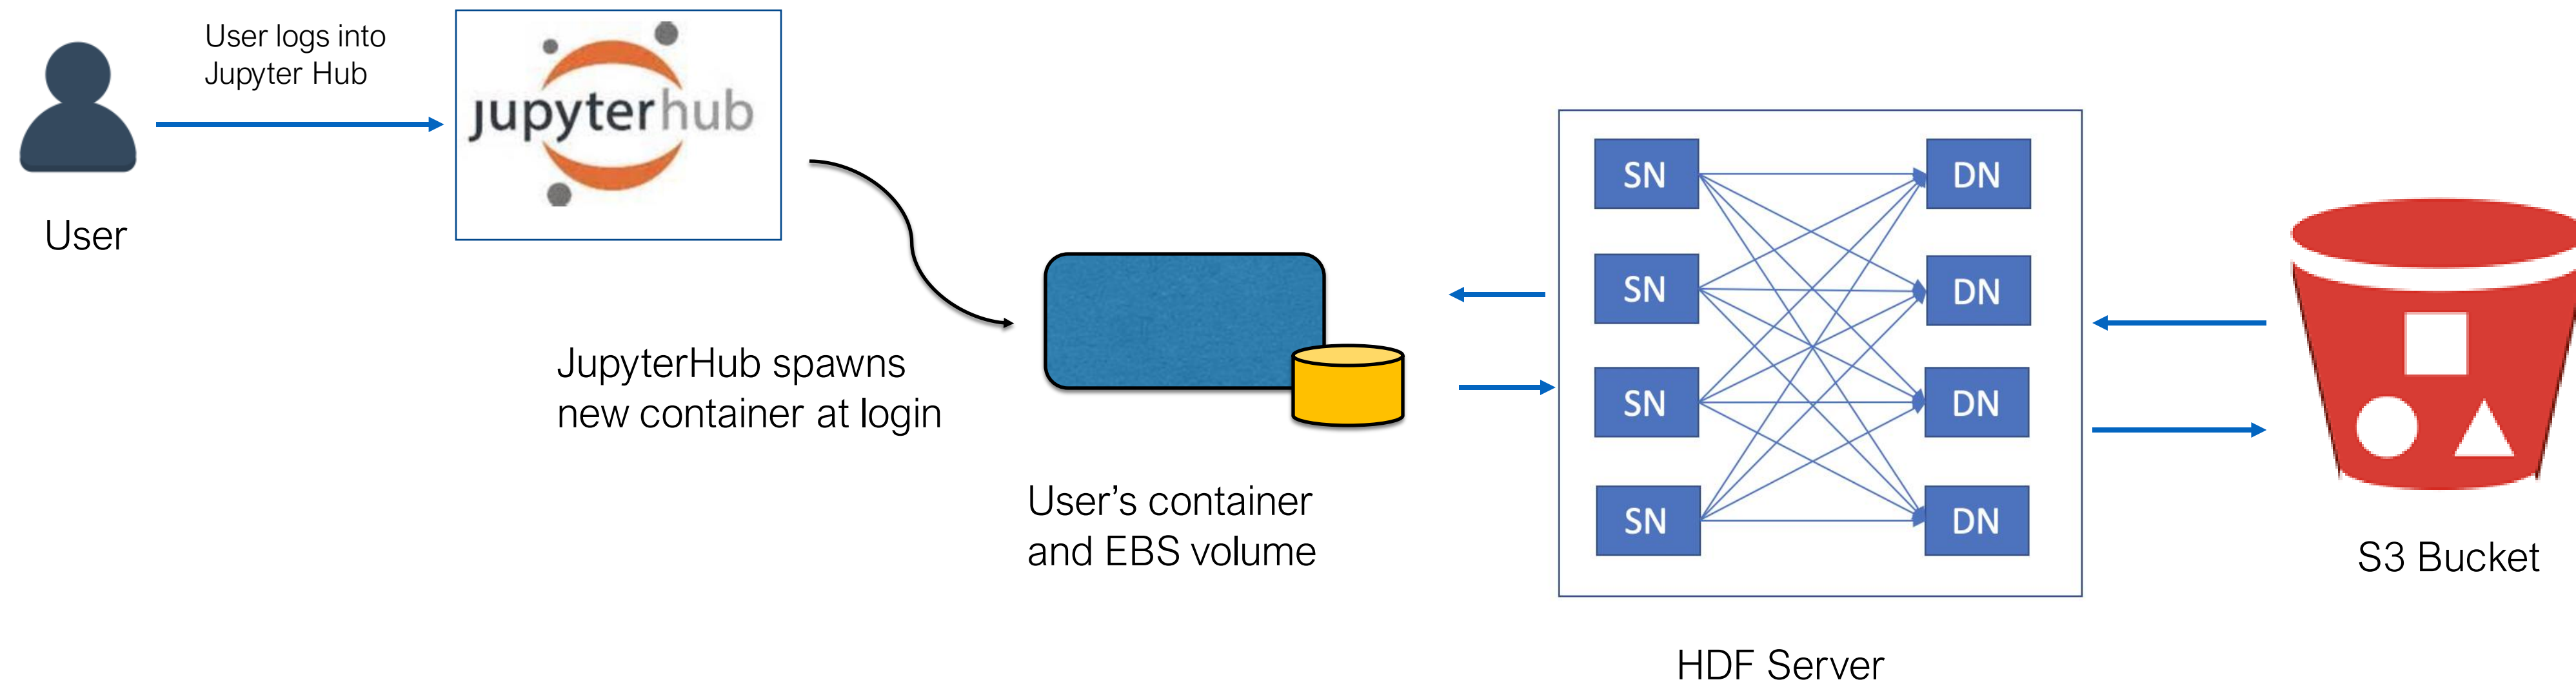 User logs into
Jupyter Hub
jupyterhub
User
JupyterHub spawns
new container at login
User’s container
and EBS volume
SN
DN
SN
DN
SN
DN
SN
DN
HDF Server
S3 Bucket